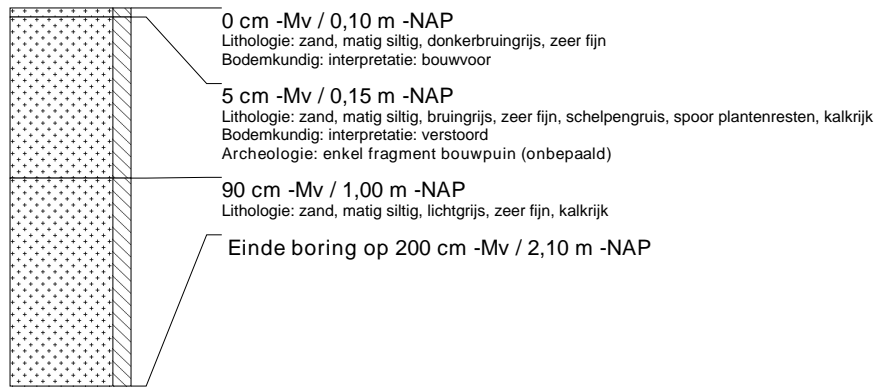 0 cm -Mv / 0,10 m -NAP
Lithologie: zand, matig siltig, donkerbruingrijs, zeer fijn
Bodemkundig: interpretatie: bouwvoor
5 cm -Mv / 0,15 m -NAP
Lithologie: zand, matig siltig, bruingrijs, zeer fijn, schelpengruis, spoor plantenresten, kalkrijk
Bodemkundig: interpretatie: verstoord
Archeologie: enkel fragment bouwpuin (onbepaald)
90 cm -Mv / 1,00 m -NAP
Lithologie: zand, matig siltig, lichtgrijs, zeer fijn, kalkrijk
Einde boring op 200 cm -Mv / 2,10 m -NAP